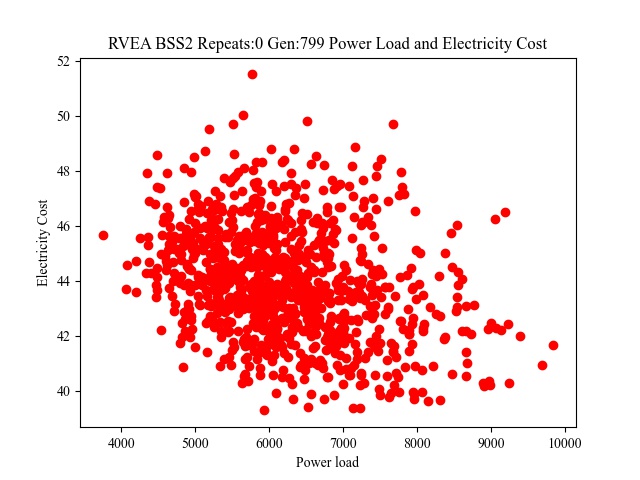 RVEA BSS2 Repeats:0 Gen:799 Power Load and Electricity Cost
52
50
48
46
44
42
40
Electricity Cost
4000 5000 6000 7000 8000 9000 10000
Power load